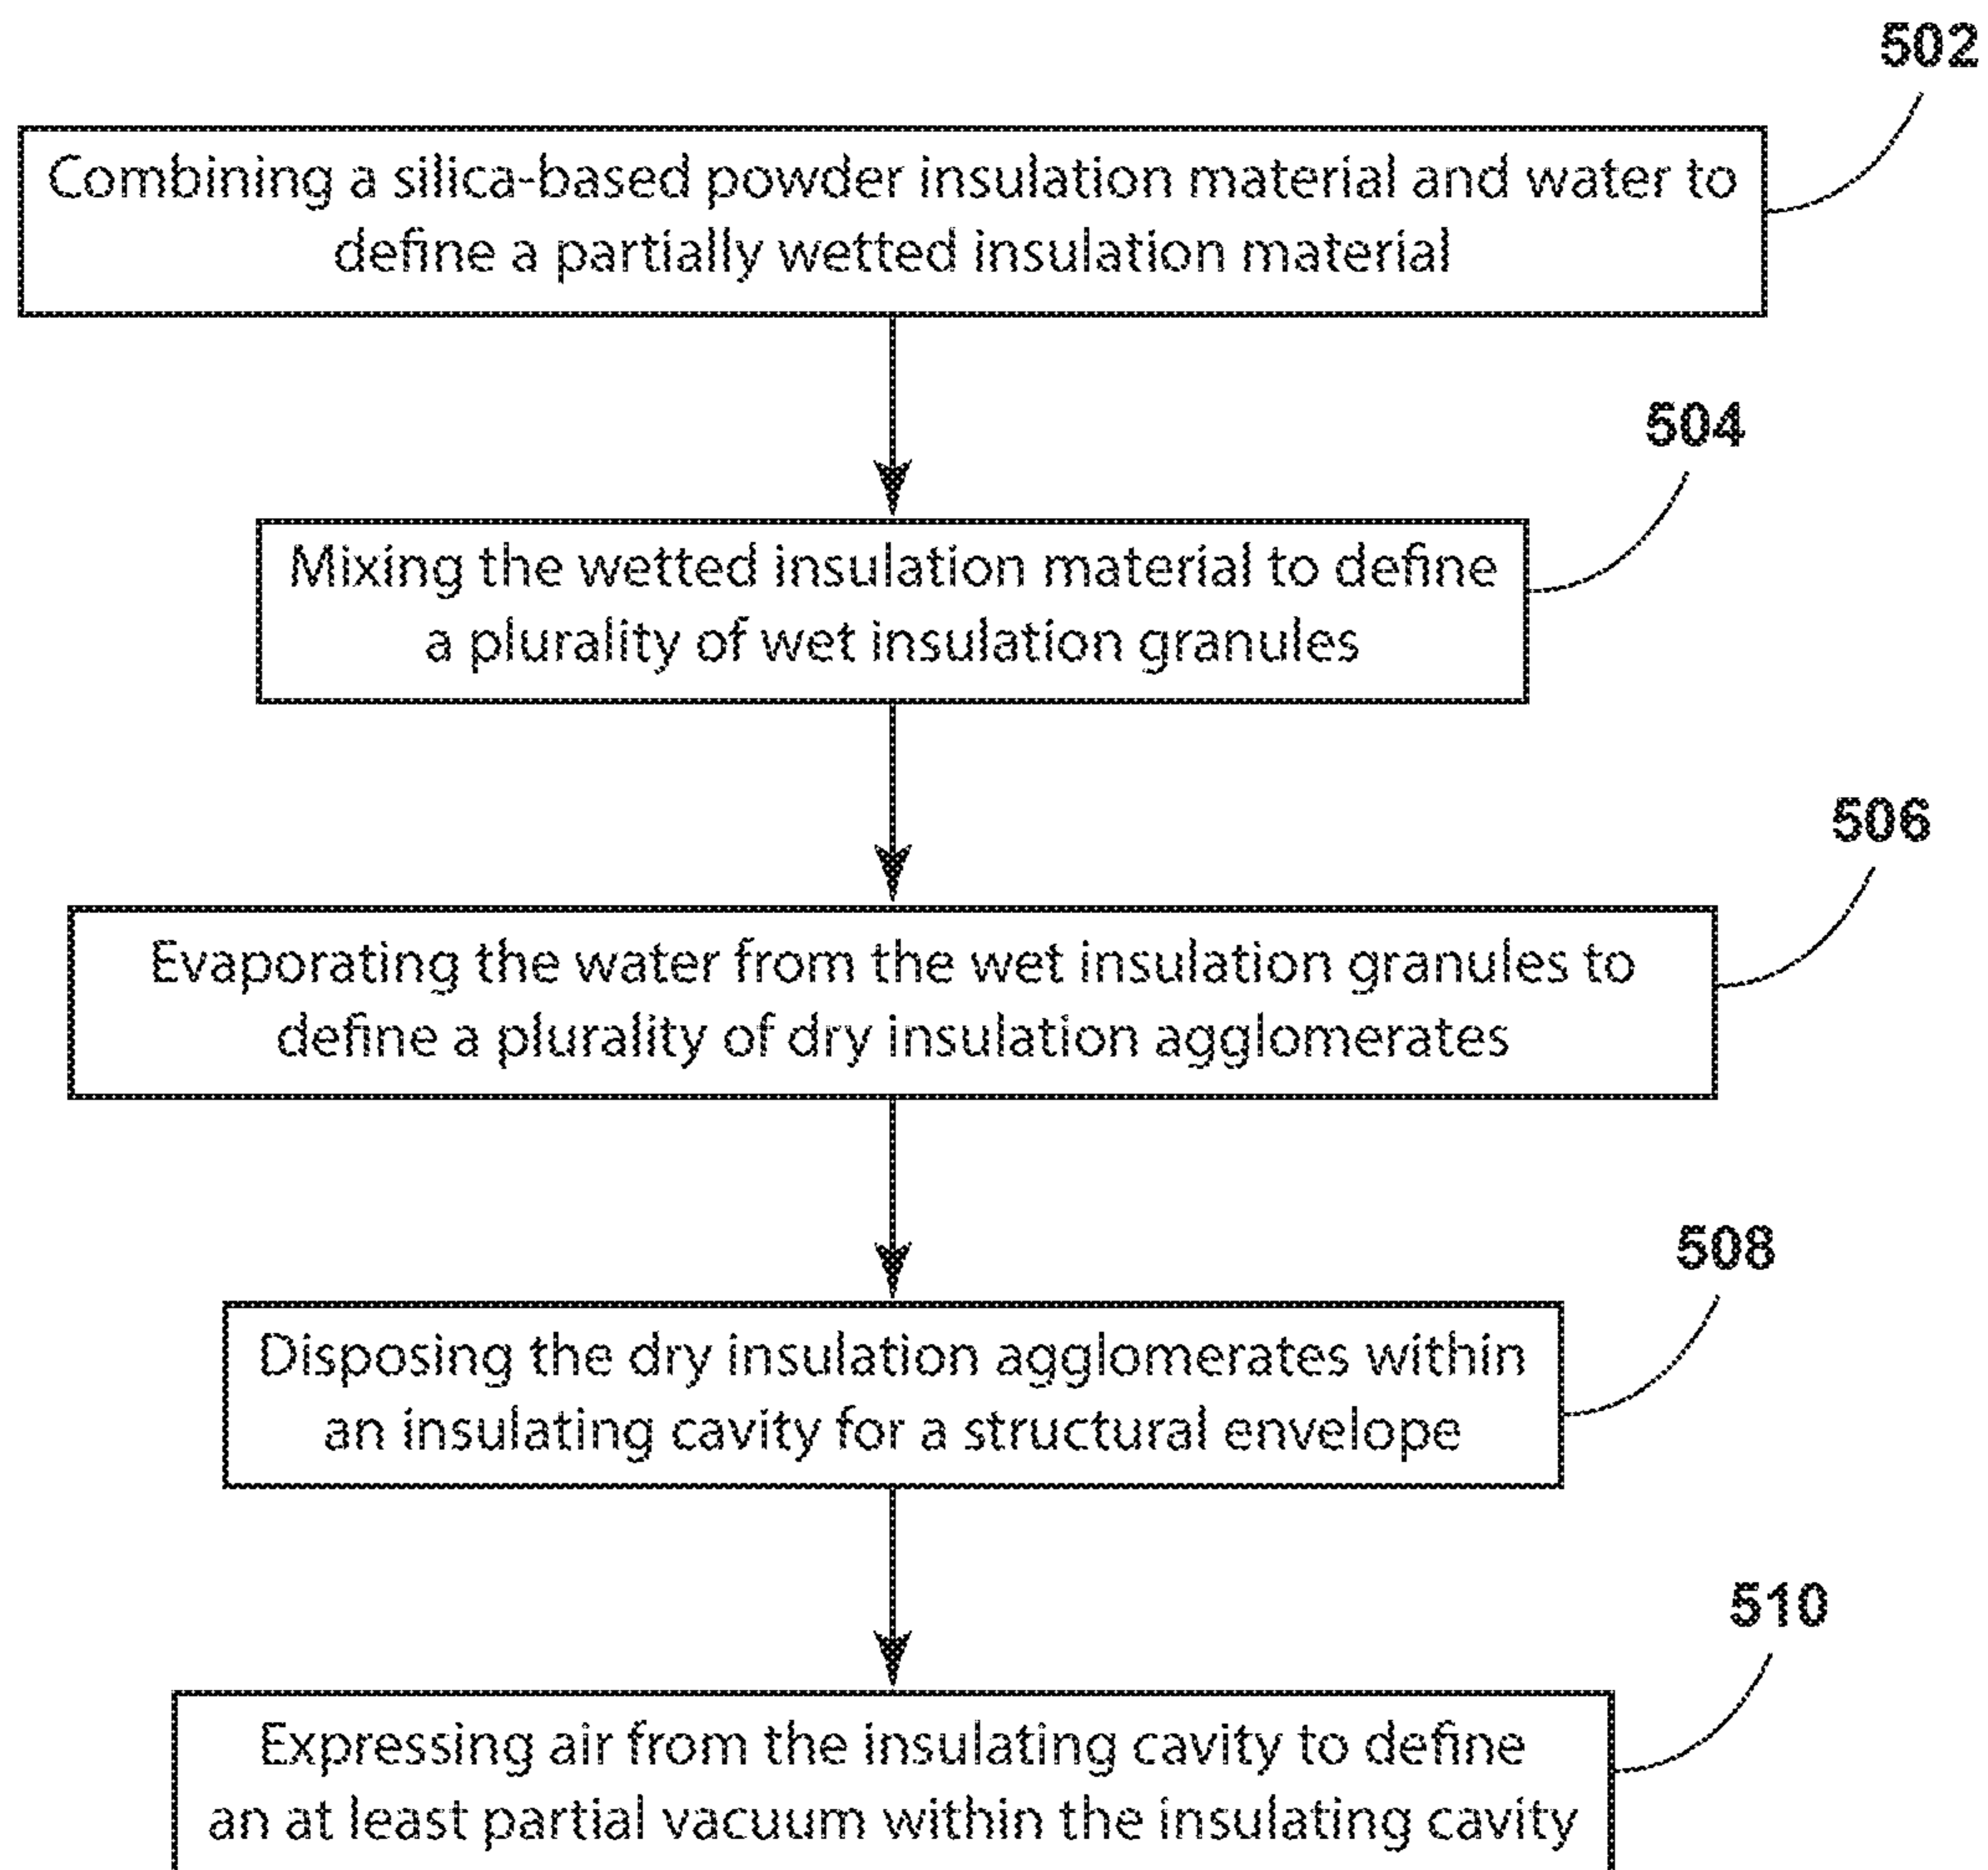 502
Combining a silica-based powder insulation material and water to
define a partially wetted insulation material
504
Mixing the wetted insulation material to define
a plurality of wet insulation granules
506
Evaporating the water from the wet insulation granules to
define a plurality of dry insulation agglomerates
508
Disposing the dry insulation agglomerates within
an insulating cavity for a structural envelope
510
Expressing air from the insulating cavity to define
an at least partial vacuum within the insulating cavity